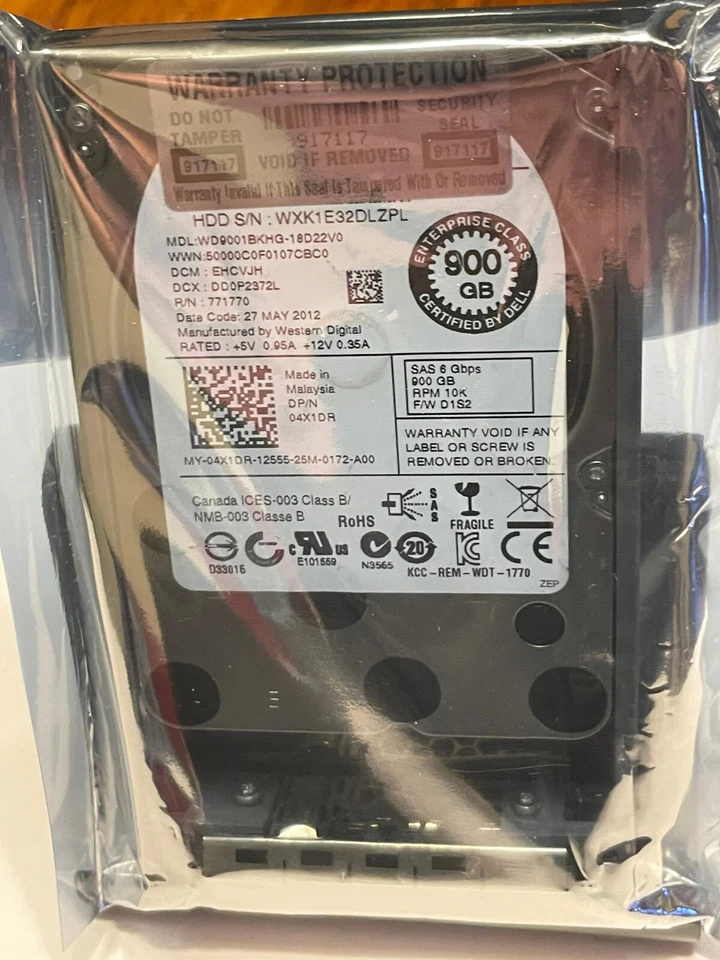 WARRANTY PROTECTION
DO NOT TAMPER
917117
SECURITY SEAL
917117
VOID IF REMOVED
917117
Warranty Invalid If This Seal Is Tampered With Or Removed
HDD S/N : WXK1E32DLZPL
MDL:WD9001BKHG-18D22V0
WWN:50000C0F0107CBC0
DCM : EHCVJH
DCX : DD0P2372L
R/N : 771770
Date Code: 27 MAY 2012
Manufactured by Western Digital
RATED : +5V 0.95A +12V 0.35A
ENTERPRISE CLASS
900
GB
CERTIFIED BY DELL
Made in
Malaysia
DP/N
04X1DR
MY-04X1DR-12555-25M-0172-A00
SAS 6 Gbps
900 GB
RPM 10K
F/W D1S2
WARRANTY VOID IF ANY
LABEL OR SCREW IS
REMOVED OR BROKEN.
Canada ICES-003 Class B/
NMB-003 Classe B
RoHS
SAS
FRAGILE
D33016
c RU us
E101559
N3565
20
KCC-REM-WDT-1770
CE
ZEP